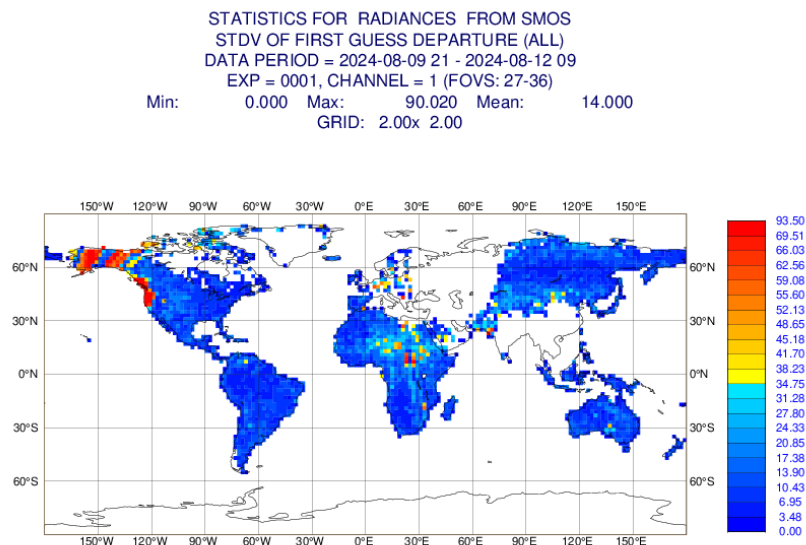 STATISTICS FOR RADIANCES FROM SMOS
STDV OF FIRST GUESS DEPARTURE (ALL)
DATA PERIOD = 2024-08-09 21 - 2024-08-12 09
EXP = 0001, CHANNEL = 1 (FOVS: 27-36)
Min: 0.000 Max: 90.020 Mean: 14.000
GRID: 2.00x 2.00
150°W 120°W 90°W 60°W 30°W 0°E 30°E 60°E 90°E 120°E 150°E
60°N
30°N
0°N
30°S
60°S
150°W 120°W 90°W 60°W 30°W 0°E 30°E 60°E 90°E 120°E 150°E
93.50
69.51
66.03
62.56
59.08
55.60
52.13
48.65
45.18
41.70
38.23
34.75
31.28
27.80
24.33
20.85
17.38
13.90
10.43
6.95
3.48
0.00